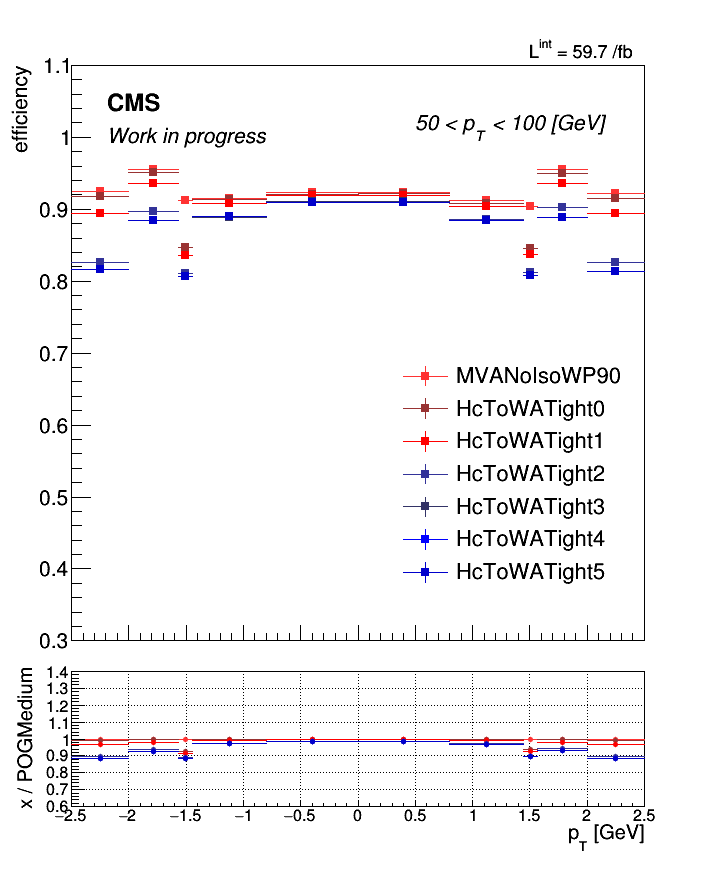 L^int = 59.7 /fb
efficiency
1.1
CMS
Work in progress
50 < p_T < 100 [GeV]
1
0.9
0.8
0.7
0.6
0.5
0.4
0.3
MVANoIsoWP90
HcToWATight0
HcToWATight1
HcToWATight2
HcToWATight3
HcToWATight4
HcToWATight5
x / POGMedium
1.4
1.3
1.2
1.1
1
0.9
0.8
0.7
0.6
−2.5 −2 −1.5 −1 −0.5 0 0.5 1 1.5 2 2.5
p_T [GeV]